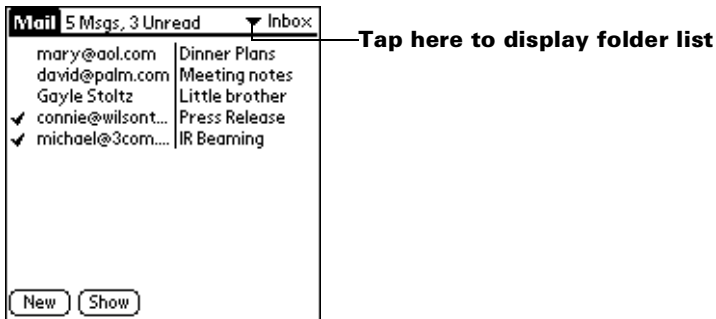 Mail 5 Msgs, 3 Unread Inbox
Tap here to display folder list
mary@aol.com Dinner Plans
david@palm.com Meeting notes
Gayle Stoltz Little brother
connie@wilsont... Press Release
michael@3com.... IR Beaming
New Show